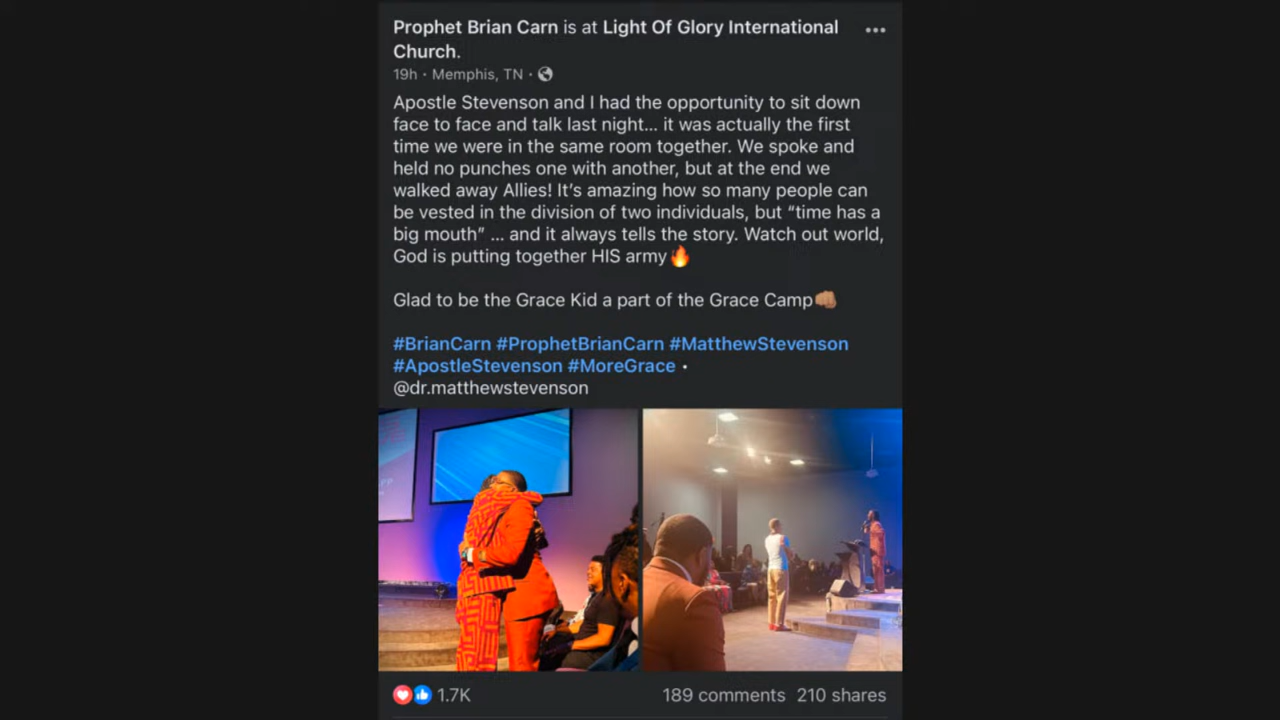 Prophet Brian Carn is at Light Of Glory International
Church.
19h · Memphis, TN ·
Apostle Stevenson and I had the opportunity to sit down
face to face and talk last night... it was actually the first
time we were in the same room together. We spoke and
held no punches one with another, but at the end we
walked away Allies! It's amazing how so many people can
be vested in the division of two individuals, but “time has a
big mouth” ... and it always tells the story. Watch out world,
God is putting together HIS army🔥
Glad to be the Grace Kid a part of the Grace Camp👊🏽
#BrianCarn #ProphetBrianCarn #MatthewStevenson
#ApostleStevenson #MoreGrace •
@dr.matthewstevenson
1.7K 189 comments 210 shares